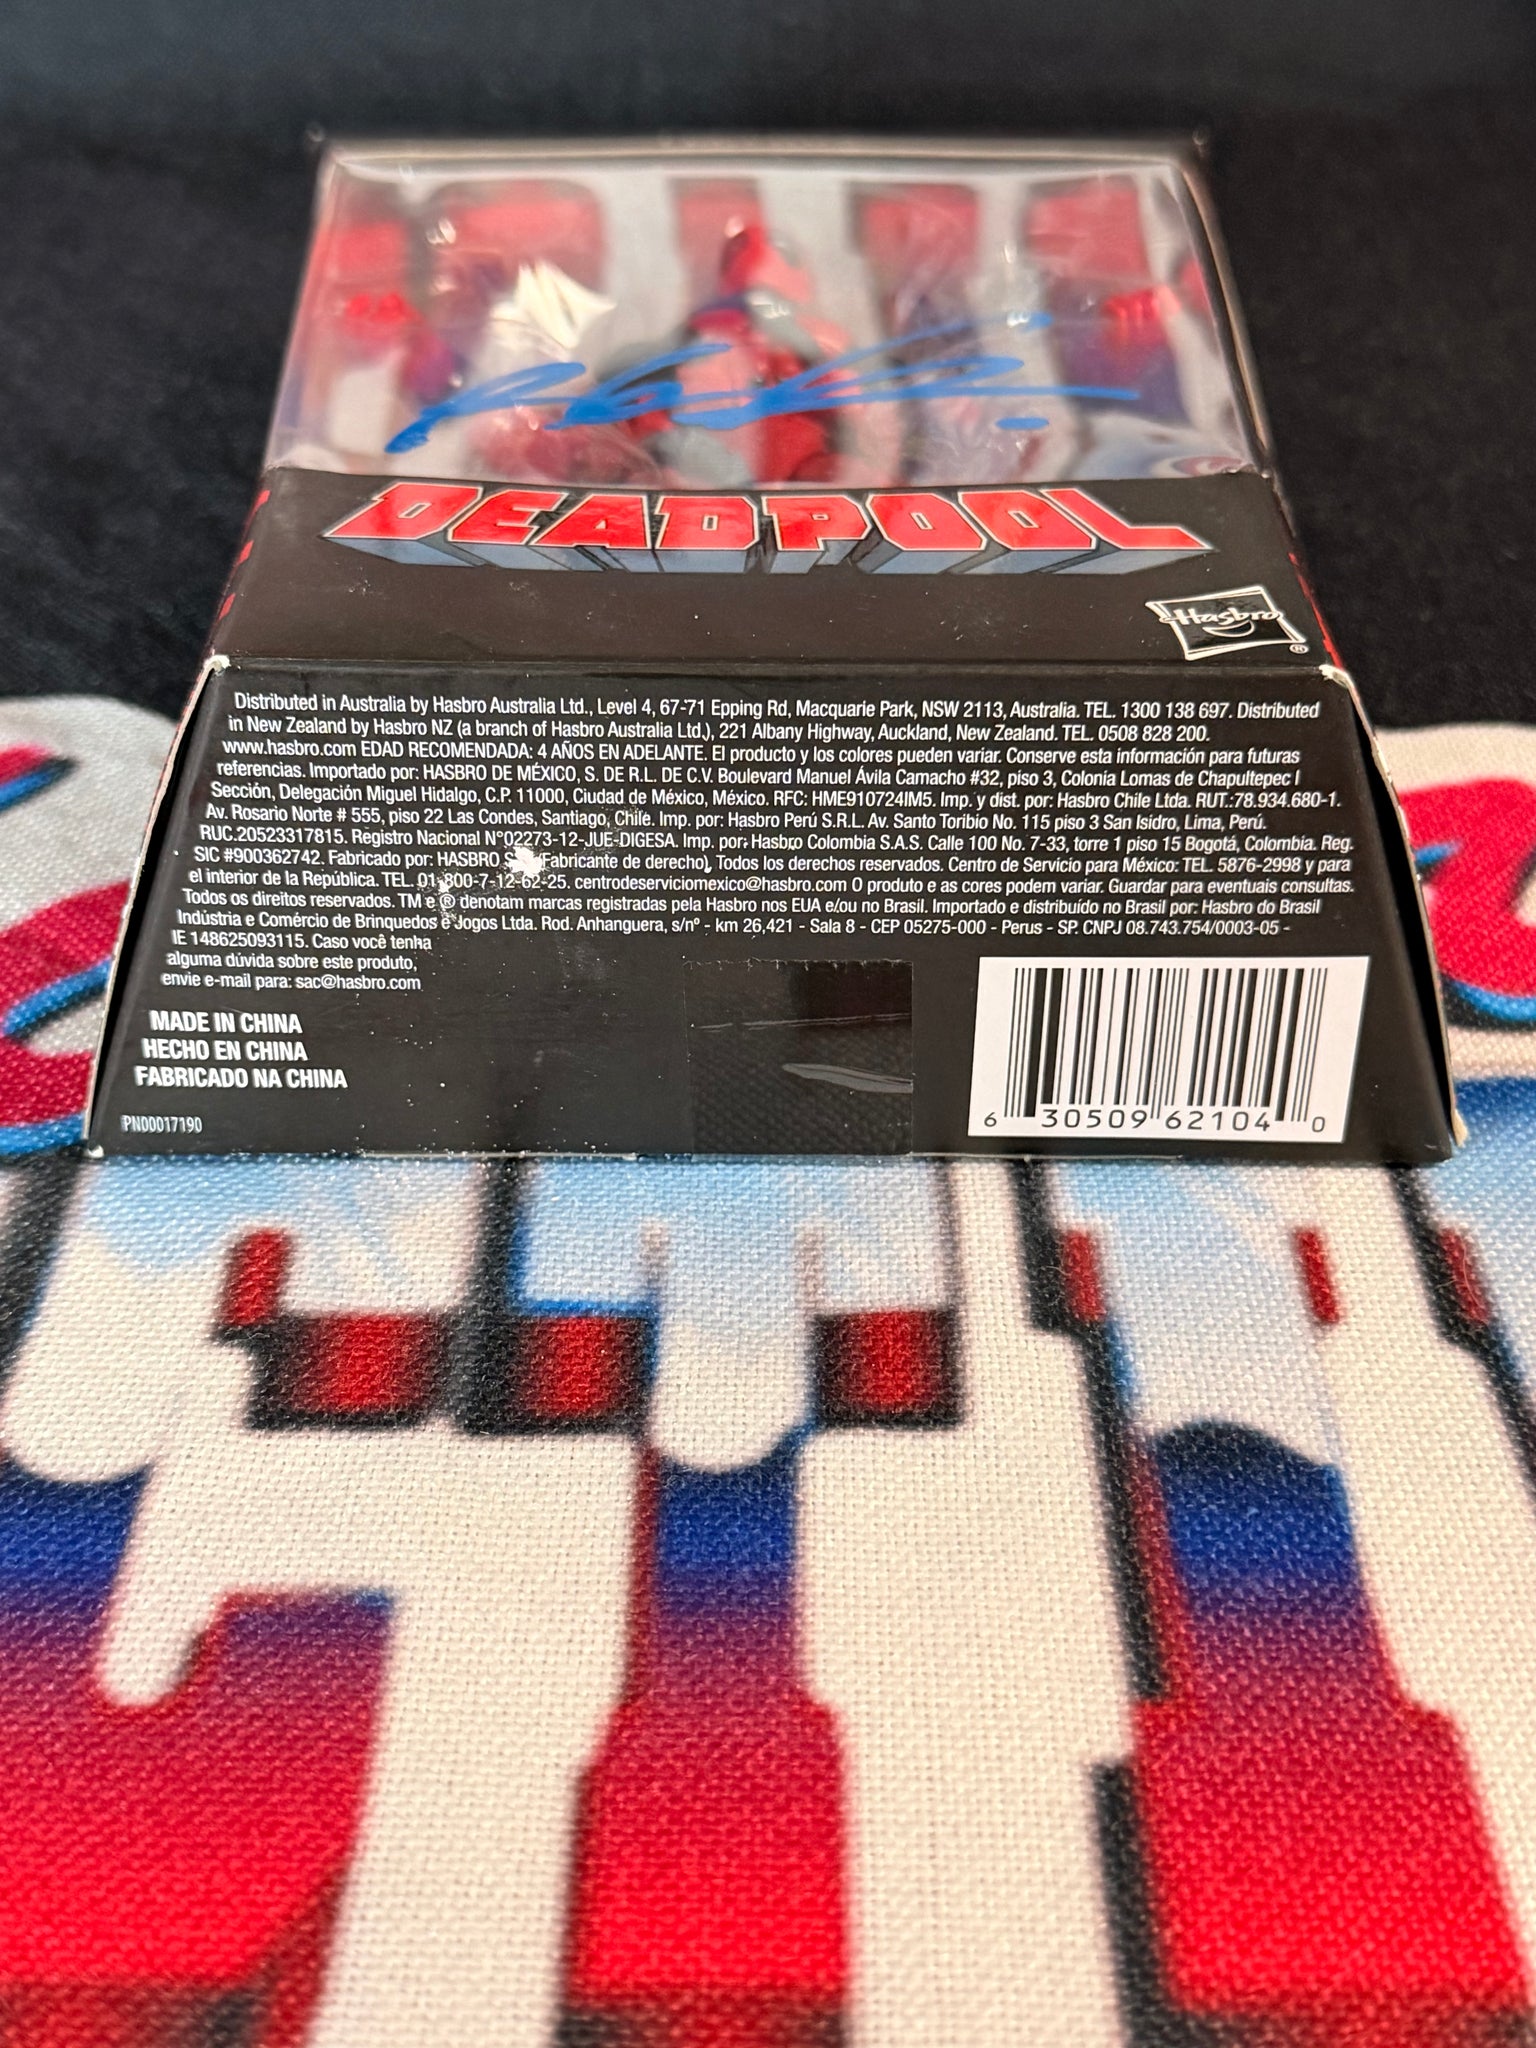 DEADPOOL
Hasbro
®
Distributed in Australia by Hasbro Australia Ltd., Level 4, 67-71 Epping Rd, Macquarie Park, NSW 2113, Australia. TEL. 1300 138 697. Distributed
in New Zealand by Hasbro NZ (a branch of Hasbro Australia Ltd.), 221 Albany Highway, Auckland, New Zealand. TEL. 0508 828 200.
www.hasbro.com EDAD RECOMENDADA: 4 AÑOS EN ADELANTE. El producto y los colores pueden variar. Conserve esta información para futuras
referencias. Importado por: HASBRO DE MÉXICO, S. DE R.L. DE C.V. Boulevard Manuel Ávila Camacho #32, piso 3, Colonia Lomas de Chapultepec I
Sección, Delegación Miguel Hidalgo, C.P. 11000, Ciudad de México, México. RFC: HME910724IM5. Imp. y dist. por: Hasbro Chile Ltda. RUT.:78.934.680-1.
Av. Rosario Norte # 555, piso 22 Las Condes, Santiago, Chile. Imp. por: Hasbro Perú S.R.L. Av. Santo Toribio No. 115 piso 3 San Isidro, Lima, Perú.
RUC.20523317815. Registro Nacional N°02273-12-JUE-DIGESA. Imp. por: Hasbro Colombia S.A.S. Calle 100 No. 7-33, torre 1 piso 15 Bogotá, Colombia. Reg.
SIC #900362742. Fabricado por: HASBRO (Fabricante de derecho). Todos los derechos reservados. Centro de Servicio para México: TEL. 5876-2998 y para
el interior de la República. TEL. 01-800-7-12-62-25. centrodeserviciomexico@hasbro.com O produto e as cores podem variar. Guardar para eventuais consultas.
Todos os direitos reservados. TM e ® denotam marcas registradas pela Hasbro nos EUA e/ou no Brasil. Importado e distribuído no Brasil por: Hasbro do Brasil
Indústria e Comércio de Brinquedos e Jogos Ltda. Rod. Anhanguera, s/nº - km 26,421 - Sala 8 - CEP 05275-000 - Perus - SP. CNPJ 08.743.754/0003-05 -
IE 148625093115. Caso você tenha
alguma dúvida sobre este produto,
envie e-mail para: sac@hasbro.com
MADE IN CHINA
HECHO EN CHINA
FABRICADO NA CHINA
PN00017190
6 30509 62104 0